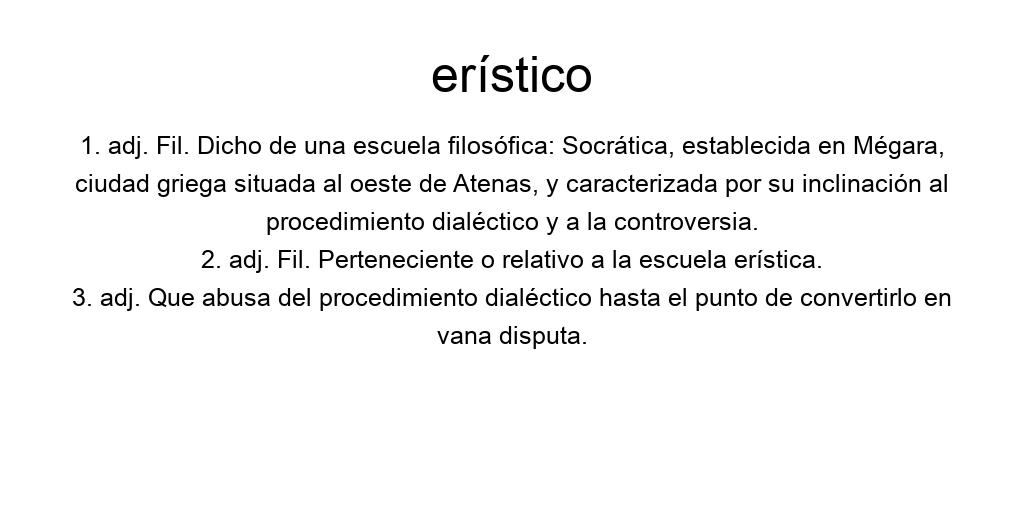 erístico
1. adj. Fil. Dicho de una escuela filosófica: Socrática, establecida en Mégara,
ciudad griega situada al oeste de Atenas, y caracterizada por su inclinación al
procedimiento dialéctico y a la controversia.
2. adj. Fil. Perteneciente o relativo a la escuela erística.
3. adj. Que abusa del procedimiento dialéctico hasta el punto de convertirlo en
vana disputa.